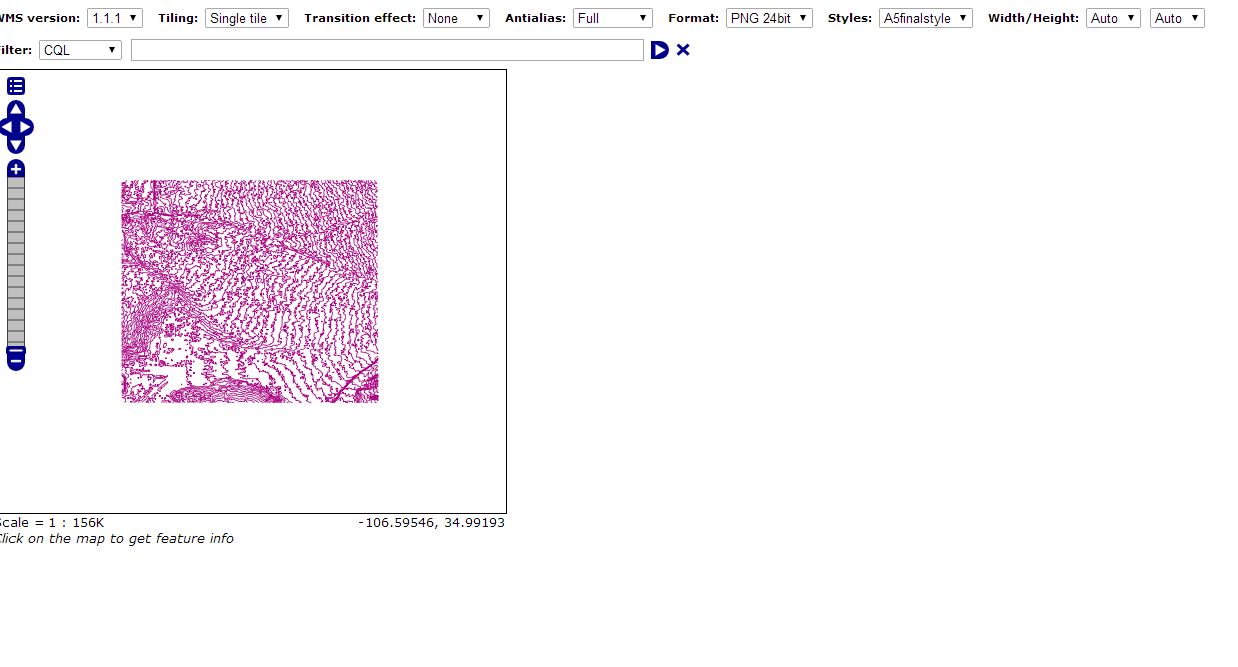 WMS version: 1.1.1 Tiling: Single tile Transition effect: None Antialias: Full Format: PNG 24bit Styles: A5finalstyle Width/Height: Auto Auto
Filter: CQL
Scale = 1 : 156K -106.59546, 34.99193
Click on the map to get feature info